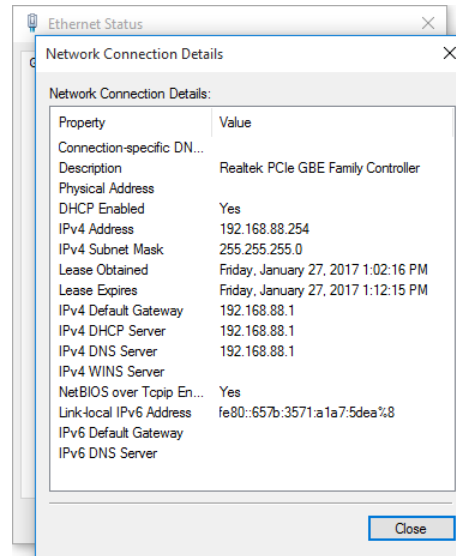 Ethernet Status
Network Connection Details
Network Connection Details:
Property Value
Connection-specific DN...
Description Realtek PCIe GBE Family Controller
Physical Address
DHCP Enabled Yes
IPv4 Address 192.168.88.254
IPv4 Subnet Mask 255.255.255.0
Lease Obtained Friday, January 27, 2017 1:02:16 PM
Lease Expires Friday, January 27, 2017 1:12:15 PM
IPv4 Default Gateway 192.168.88.1
IPv4 DHCP Server 192.168.88.1
IPv4 DNS Server 192.168.88.1
IPv4 WINS Server
NetBIOS over Tcpip En... Yes
Link-local IPv6 Address fe80::657b:3571:a1a7:5dea%8
IPv6 Default Gateway
IPv6 DNS Server
Close